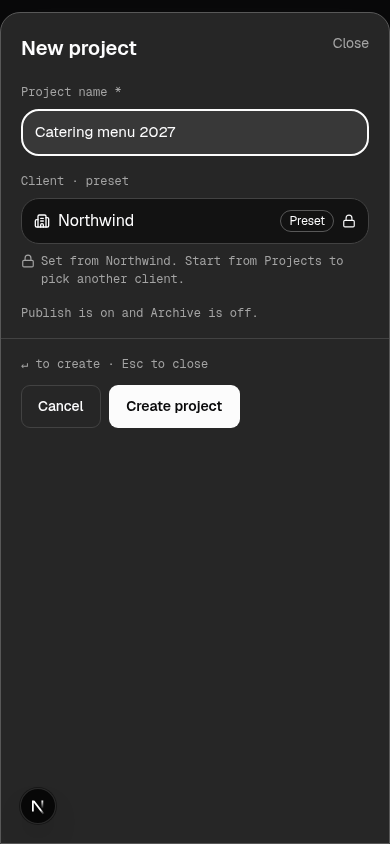 New project
Close
Project name *
Catering menu 2027
Client · preset
Northwind
Preset
Set from Northwind. Start from Projects to
pick another client.
Publish is on and Archive is off.
↵ to create · Esc to close
Cancel
Create project
N